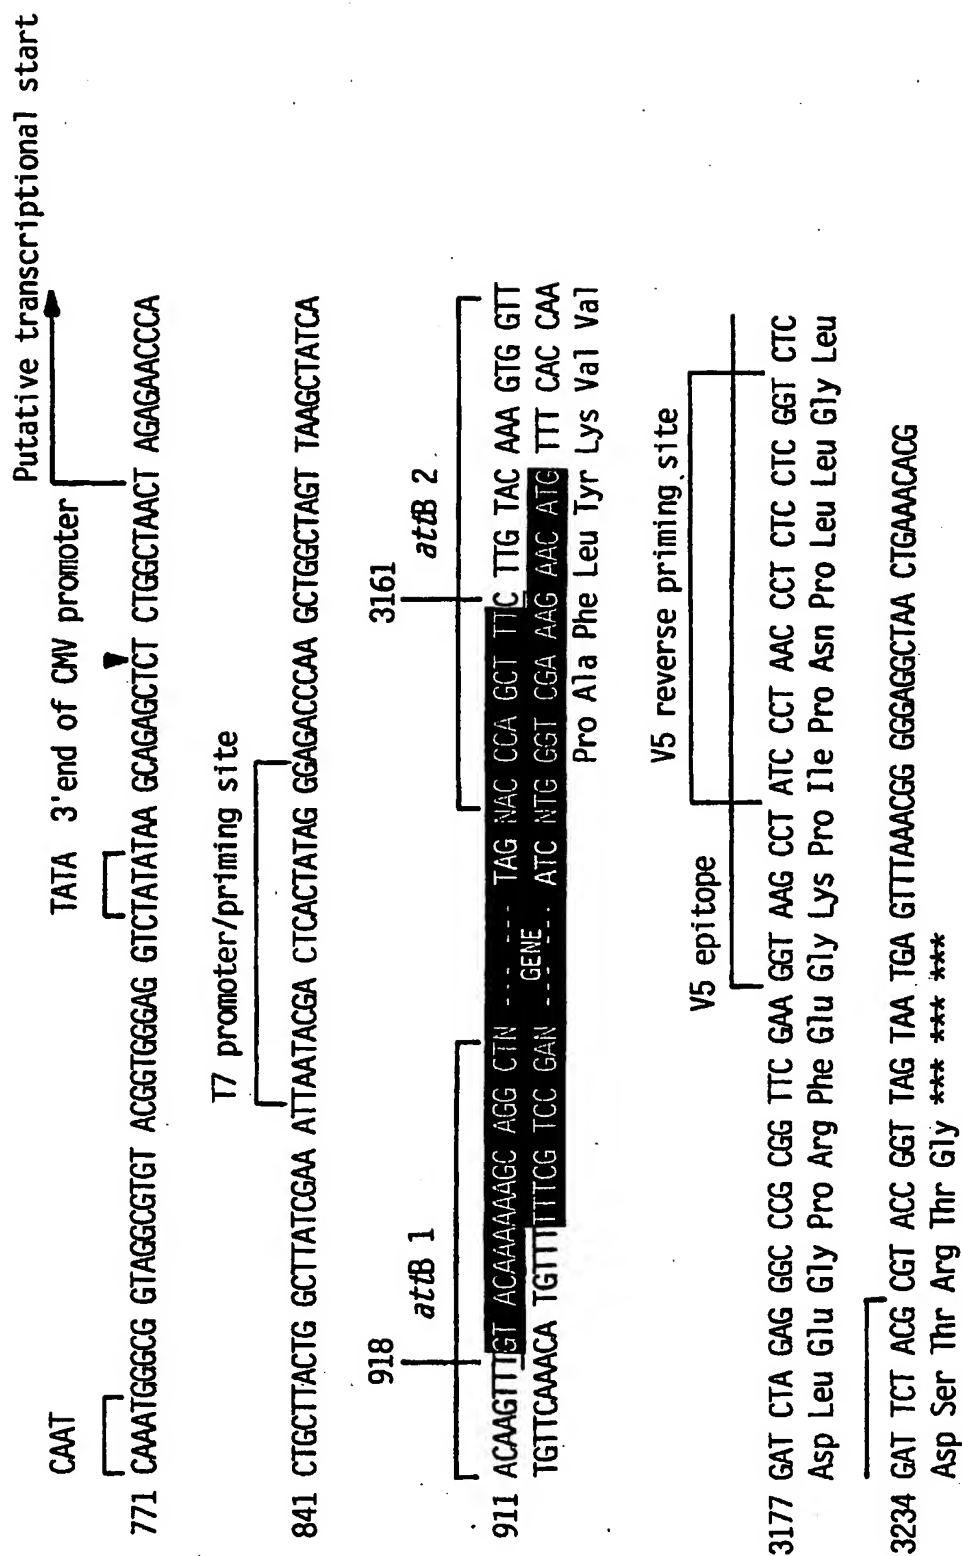 Putative transcriptional start
CAAT TATA 3'end of CMV promoter
771 CAAATGGGCG GTAGGCGTGT ACGGTGGGAG GTCTATATAA GCAGAGCTCT CTGGCTAACT AGAGAACCCA
T7 promoter/priming site
841 CTGCTTACTG GCTTATCGAA ATTAATACGA CTCACTATAG GGAGACCCAA GCTGGCTAGT TAAGCTATCA
918 3161
attB 1 attB 2
911 ACAAGTTTGT ACAAAAAAGC AGG CTN --- --- TAG NAC CCA GCT TTC TTG TAC AAA GTG GTT
GENE
TGTTCAAACA TGTTTTTTCG TCC GAN --- --- ATC NTG GGT CGA AAG AAC ATG TTT CAC CAA
Pro Ala Phe Leu Tyr Lys Val Val
V5 reverse priming site
V5 epitope
3177 GAT CTA GAG GGC CCG CGG TTC GAA GGT AAG CCT ATC CCT AAC CCT CTC CTC GGT CTC
Asp Leu Glu Gly Pro Arg Phe Glu Gly Lys Pro Ile Pro Asn Pro Leu Leu Gly Leu
3234 GAT TCT ACG CGT ACC GGT TAG TAA TGA GTTTAAACGG GGGAGGCTAA CTGAAACACG
Asp Ser Thr Arg Thr Gly *** *** ***